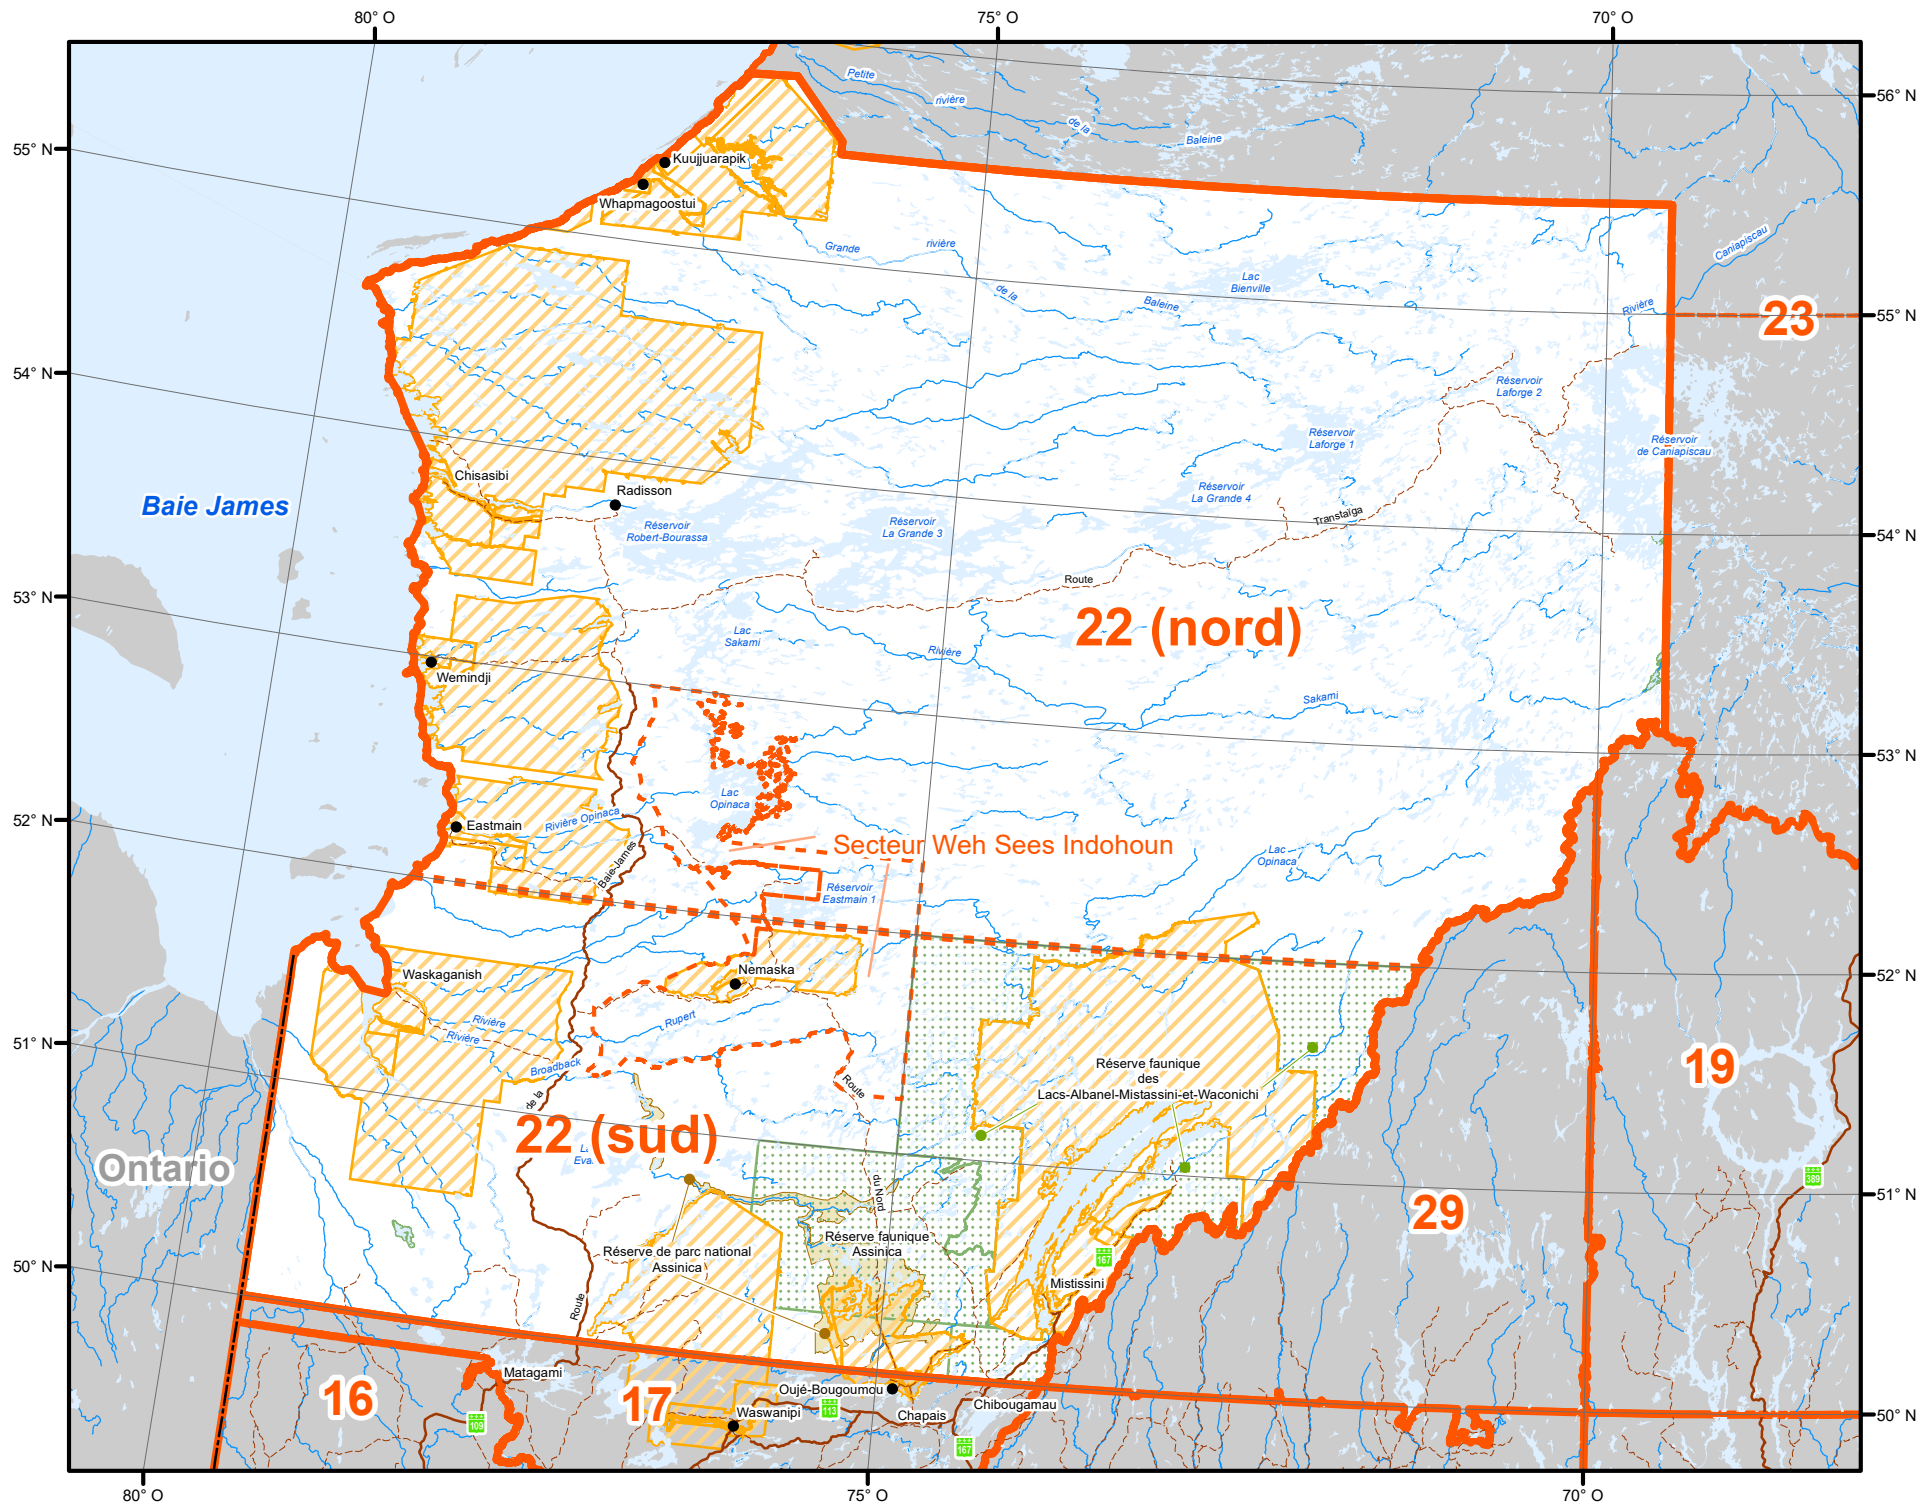 80° O
75° O
70° O
56° N
55° N
54° N
53° N
52° N
51° N
50° N
55° N
54° N
53° N
52° N
51° N
50° N
80° O
75° O
70° O
Petite
rivière
de la
Baleine
Kuujjuarapik
Whapmagoostui
Grande
rivière
de la
Baleine
Lac
Bienville
Caniapiscau
Rivière
23
Réservoir
Laforge 2
Réservoir
Laforge 1
Réservoir
de Caniapiscau
Réservoir
La Grande 4
Transtaïga
Chisasibi
Radisson
Baie James
Réservoir
Robert-Bourassa
Réservoir
La Grande 3
Route
22 (nord)
Lac
Sakami
Rivière
Sakami
Wemindji
Lac
Opinaca
Eastmain
Rivière Opinaca
Baie-James
Secteur Weh Sees Indohoun
Lac
Opinaca
Réservoir
Eastmain 1
Waskaganish
Nemaska
Rivière
Rivière
Rupert
Broadback
de la
Route
Réserve faunique
des
Lacs-Albanel-Mistassini-et-Waconichi
19
22 (sud)
Ontario
du Nord
389
29
Réserve faunique
Assinica
Réserve de parc national
Assinica
167
Mistissini
Route
Matagami
16
17
109
Oujé-Bougoumou
113
Waswanipi
Chapais
Chibougamau
167